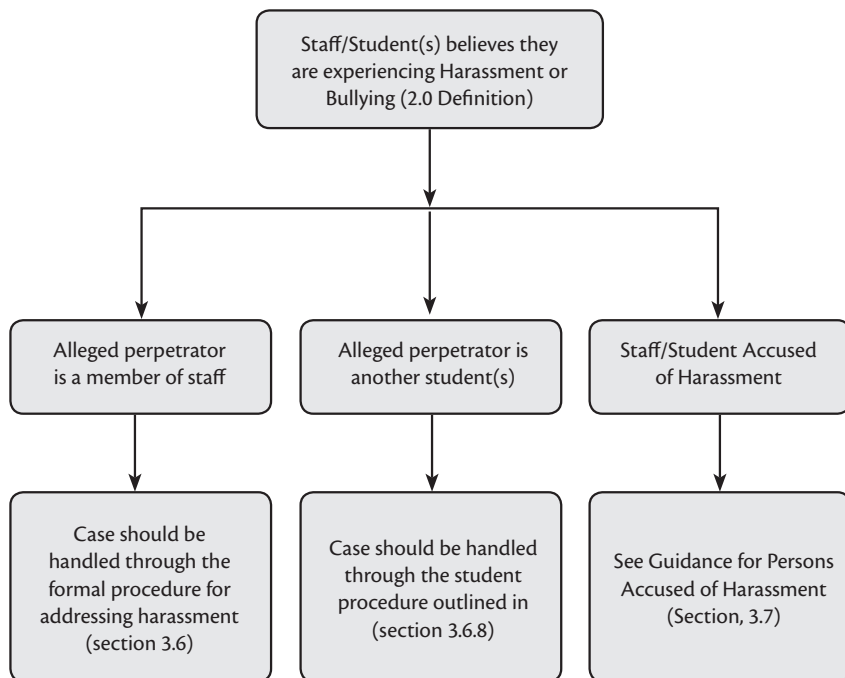 Staff/Student(s) believes they
are experiencing Harassment or
Bullying (2.0 Definition)
Alleged perpetrator
is a member of staff
Alleged perpetrator is
another student(s)
Staff/Student Accused
of Harassment
Case should be
handled through the
formal procedure for
addressing harassment
(section 3.6)
Case should be handled
through the student
procedure outlined in
(section 3.6.8)
See Guidance for Persons
Accused of Harassment
(Section, 3.7)